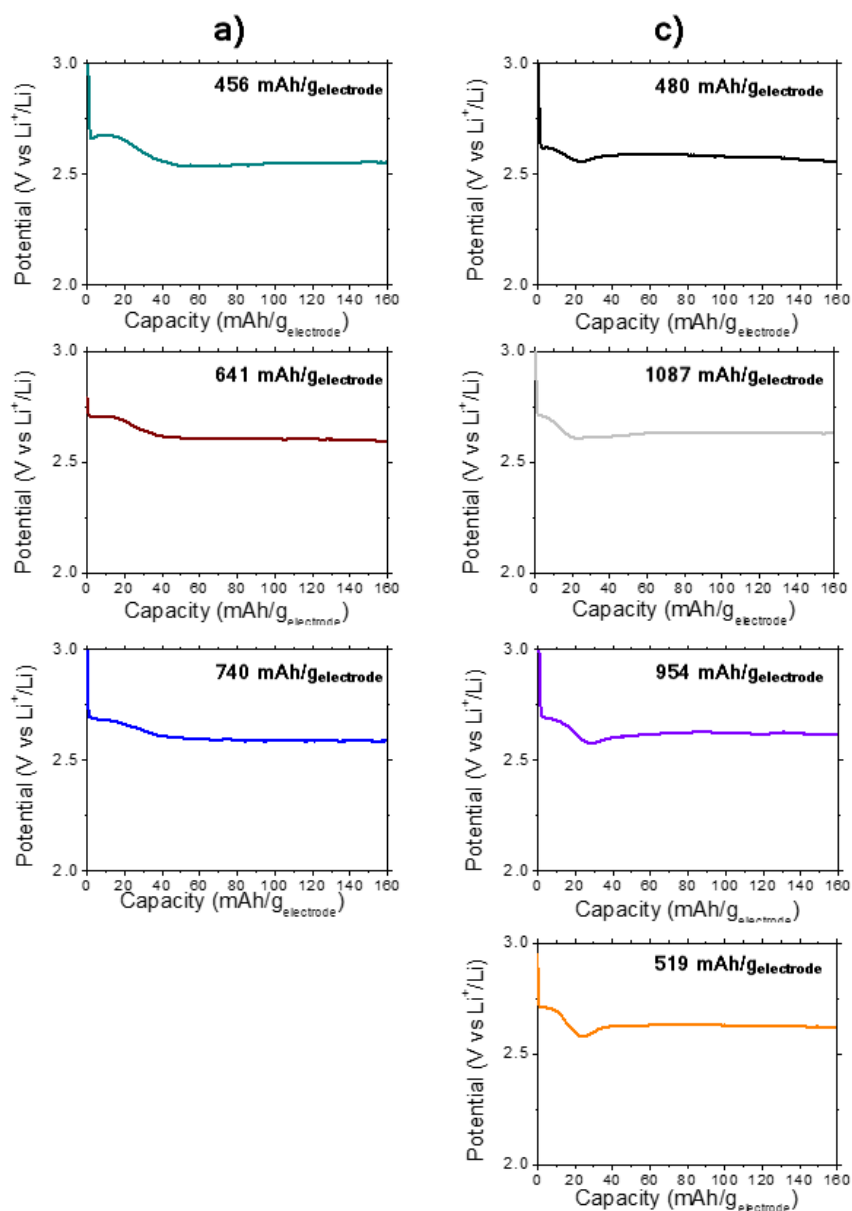 a)
3.0
2.5
2.0
Potential (V vs Li⁺/Li)
456 mAh/gelectrode
0 20 40 60 80 100 120 140 160
Capacity (mAh/gelectrode)
3.0
2.5
2.0
Potential (V vs Li⁺/Li)
641 mAh/gelectrode
0 20 40 60 80 100 120 140 160
Capacity (mAh/gelectrode)
3.0
2.5
2.0
Potential (V vs Li⁺/Li)
740 mAh/gelectrode
0 20 40 60 80 100 120 140 160
Capacity (mAh/gelectrode)
c)
3.0
2.5
2.0
Potential (V vs Li⁺/Li)
480 mAh/gelectrode
0 20 40 60 80 100 120 140 160
Capacity (mAh/gelectrode)
3.0
2.5
2.0
Potential (V vs Li⁺/Li)
1087 mAh/gelectrode
0 20 40 60 80 100 120 140 160
Capacity (mAh/gelectrode)
3.0
2.5
2.0
Potential (V vs Li⁺/Li)
954 mAh/gelectrode
0 20 40 60 80 100 120 140 160
Capacity (mAh/gelectrode)
3.0
2.5
2.0
Potential (V vs Li⁺/Li)
519 mAh/gelectrode
0 20 40 60 80 100 120 140 160
Capacity (mAh/gelectrode)